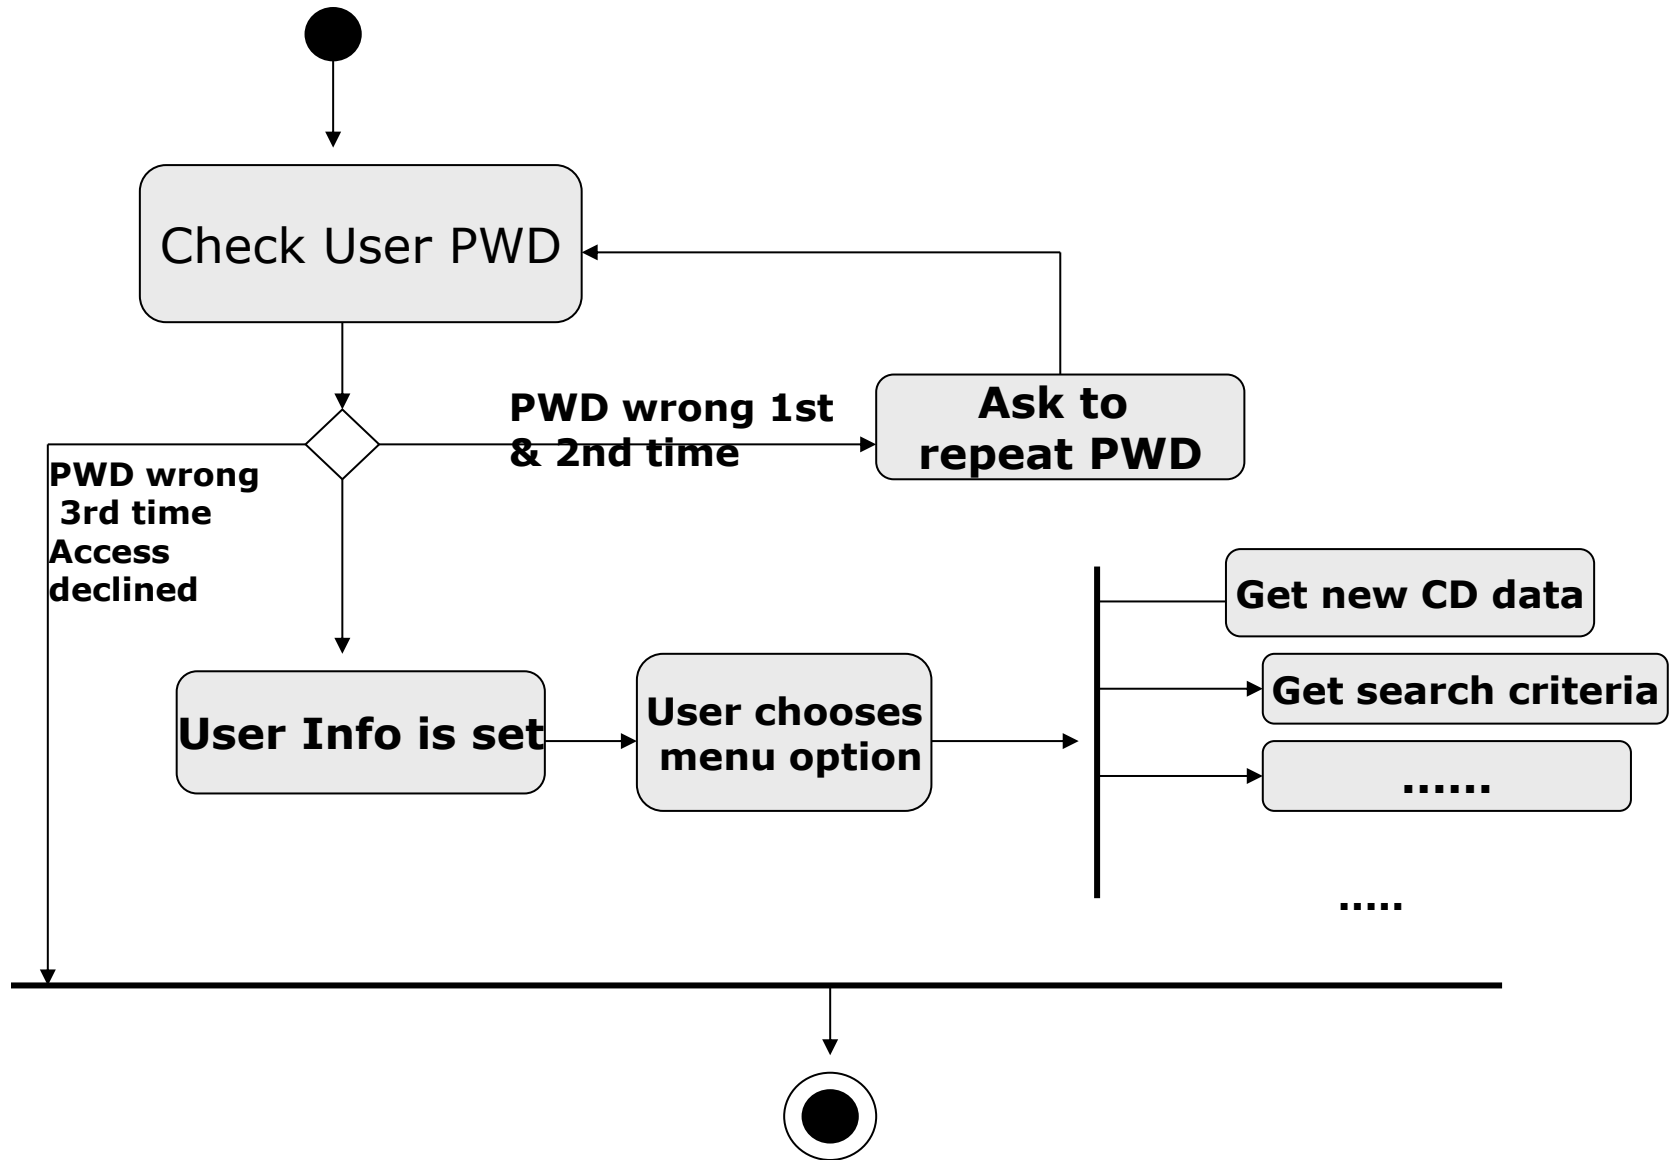 Check User PWD
PWD wrong 1st
& 2nd time
Ask to
repeat PWD
PWD wrong
3rd time
Access
declined
Get new CD data
Get search criteria
User Info is set
User chooses
menu option
......
.....